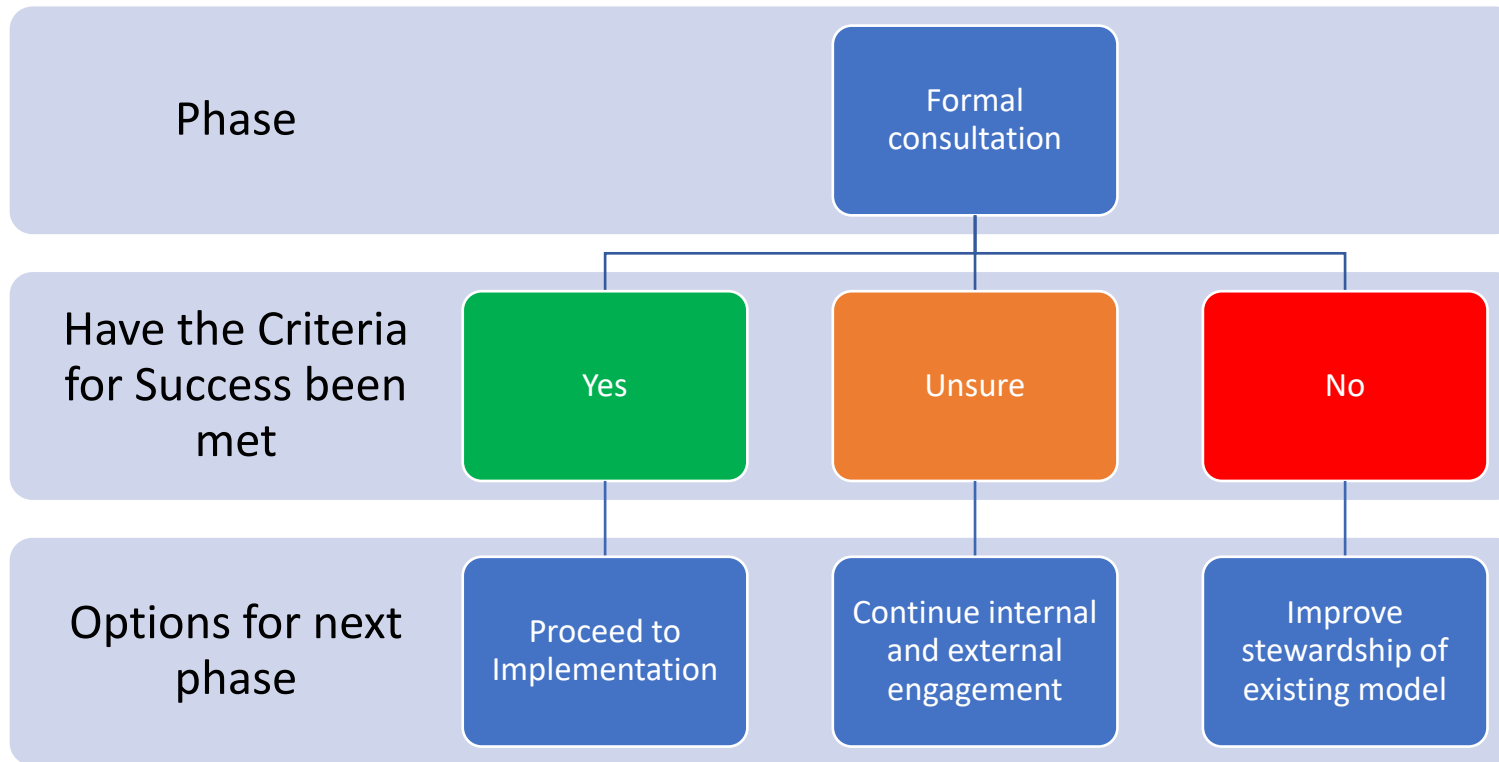 Phase
Formal
consultation
Have the Criteria
for Success been
met
Yes
Unsure
No
Options for next
phase
Proceed to
Implementation
Continue internal
and external
engagement
Improve
stewardship of
existing model